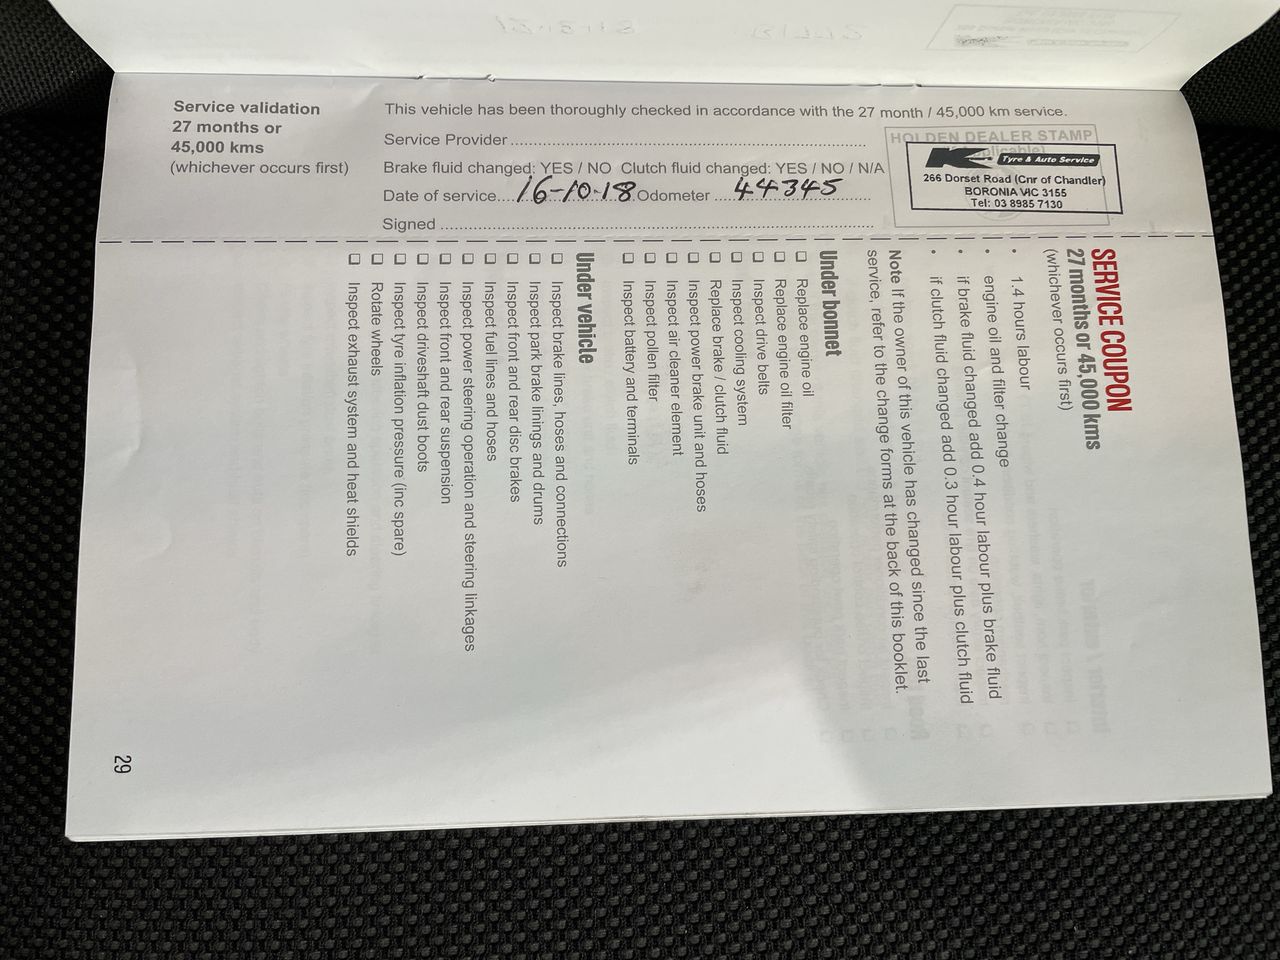 Service validation
27 months or
45,000 kms
(whichever occurs first)
This vehicle has been thoroughly checked in accordance with the 27 month / 45,000 km service.
Service Provider
Brake fluid changed: YES / NO Clutch fluid changed: YES / NO / N/A
Date of service 16-10-18 Odometer 44345
Signed
HOLDEN DEALER STAMP
K Tyre & Auto Service
266 Dorset Road (Cnr of Chandler)
BORONIA VIC 3155
Tel: 03 8985 7130
SERVICE COUPON
27 months or 45,000 kms
(whichever occurs first)
• 1.4 hours labour
• engine oil and filter change
• if brake fluid changed add 0.4 hour labour plus brake fluid
• if clutch fluid changed add 0.3 hour labour plus clutch fluid
Note If the owner of this vehicle has changed since the last
service, refer to the change forms at the back of this booklet.
Under bonnet
❑ Replace engine oil
❑ Replace engine oil filter
❑ Inspect drive belts
❑ Inspect cooling system
❑ Replace brake / clutch fluid
❑ Inspect power brake unit and hoses
❑ Inspect air cleaner element
❑ Inspect pollen filter
❑ Inspect battery and terminals
Under vehicle
❑ Inspect brake lines, hoses and connections
❑ Inspect park brake linings and drums
❑ Inspect front and rear disc brakes
❑ Inspect fuel lines and hoses
❑ Inspect power steering operation and steering linkages
❑ Inspect front and rear suspension
❑ Inspect driveshaft dust boots
❑ Inspect tyre inflation pressure (inc spare)
❑ Rotate wheels
❑ Inspect exhaust system and heat shields
29